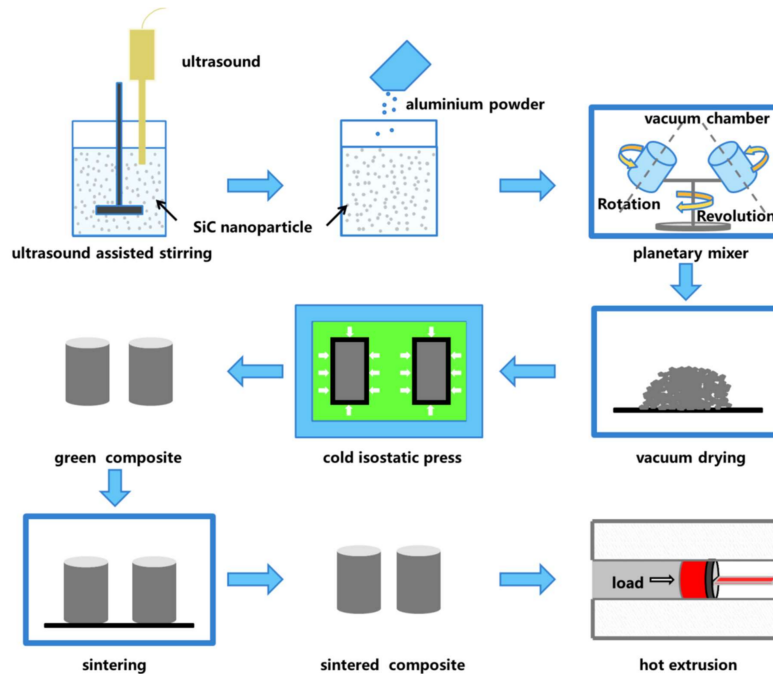 ultrasound
aluminium powder
vacuum chamber
Rotation
Revolution
SiC nanoparticle
ultrasound assisted stirring
planetary mixer
green composite
cold isostatic press
vacuum drying
load
sintering
sintered composite
hot extrusion